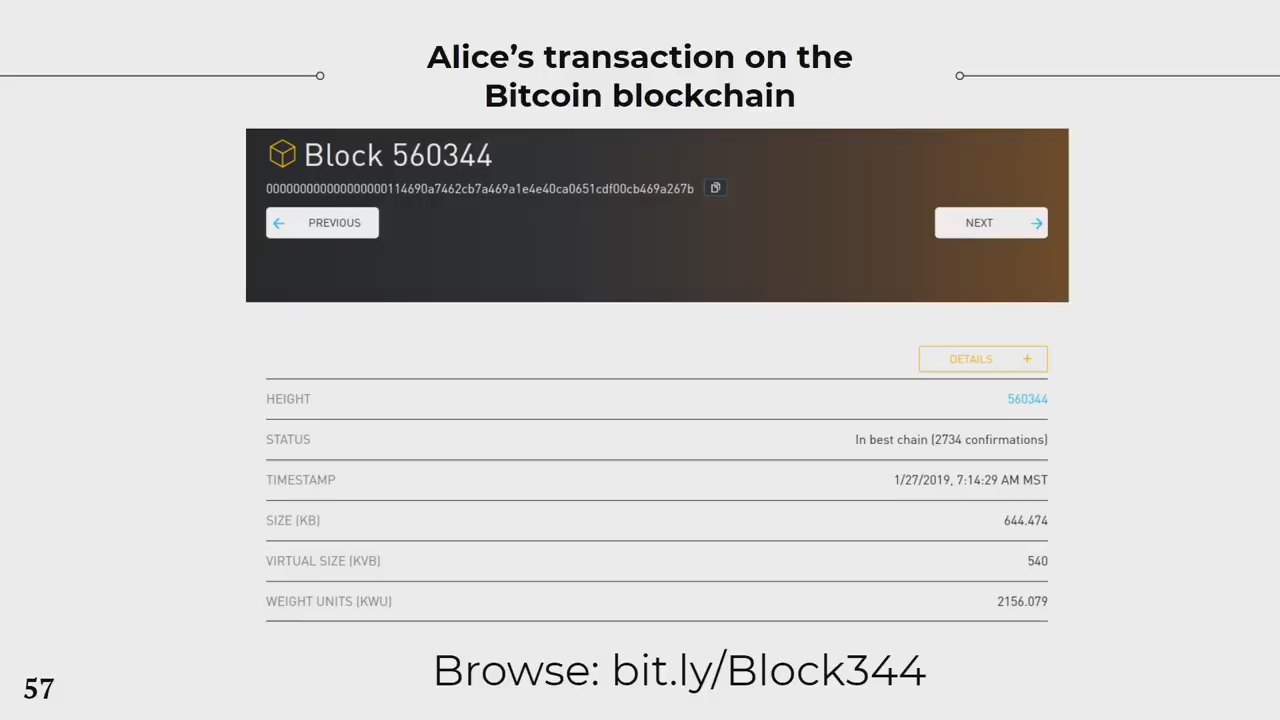 Alice’s transaction on the
Bitcoin blockchain
Block 560344
00000000000000000000114690a7462cb7a469a1e4e40ca0651cdf00cb469a267b
PREVIOUS
NEXT
DETAILS +
HEIGHT 560344
STATUS In best chain (2734 confirmations)
TIMESTAMP 1/27/2019, 7:14:29 AM MST
SIZE (KB) 644.474
VIRTUAL SIZE (KVB) 540
WEIGHT UNITS (KWU) 2156.079
Browse: bit.ly/Block344
57